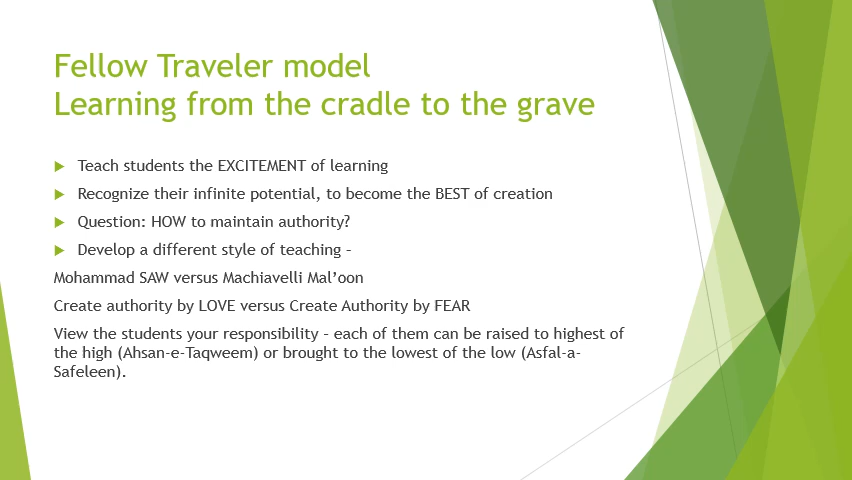 Fellow Traveler model
Learning from the cradle to the grave
Teach students the EXCITEMENT of learning
Recognize their infinite potential, to become the BEST of creation
Question: HOW to maintain authority?
Develop a different style of teaching –
Mohammad SAW versus Machiavelli Mal’oon
Create authority by LOVE versus Create Authority by FEAR
View the students your responsibility – each of them can be raised to highest of
the high (Ahsan-e-Taqweem) or brought to the lowest of the low (Asfal-a-
Safeleen).